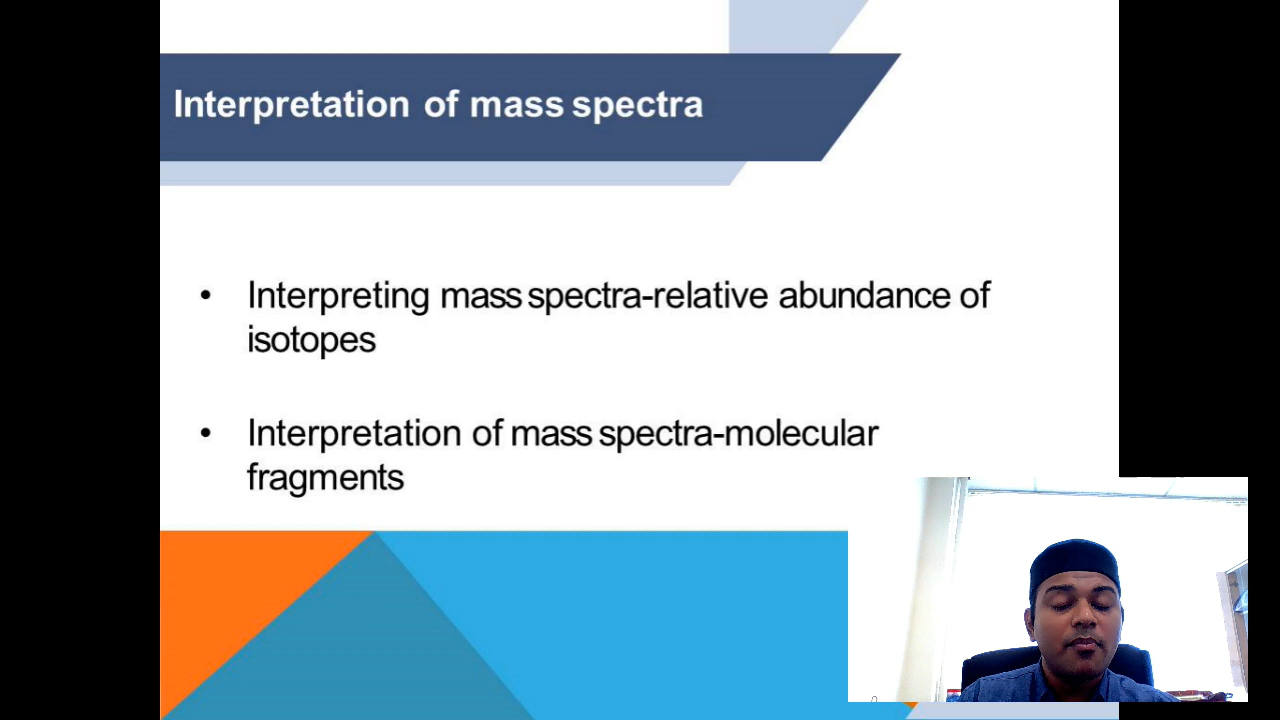 Interpretation of mass spectra
• Interpreting mass spectra-relative abundance of
isotopes
• Interpretation of mass spectra-molecular
fragments